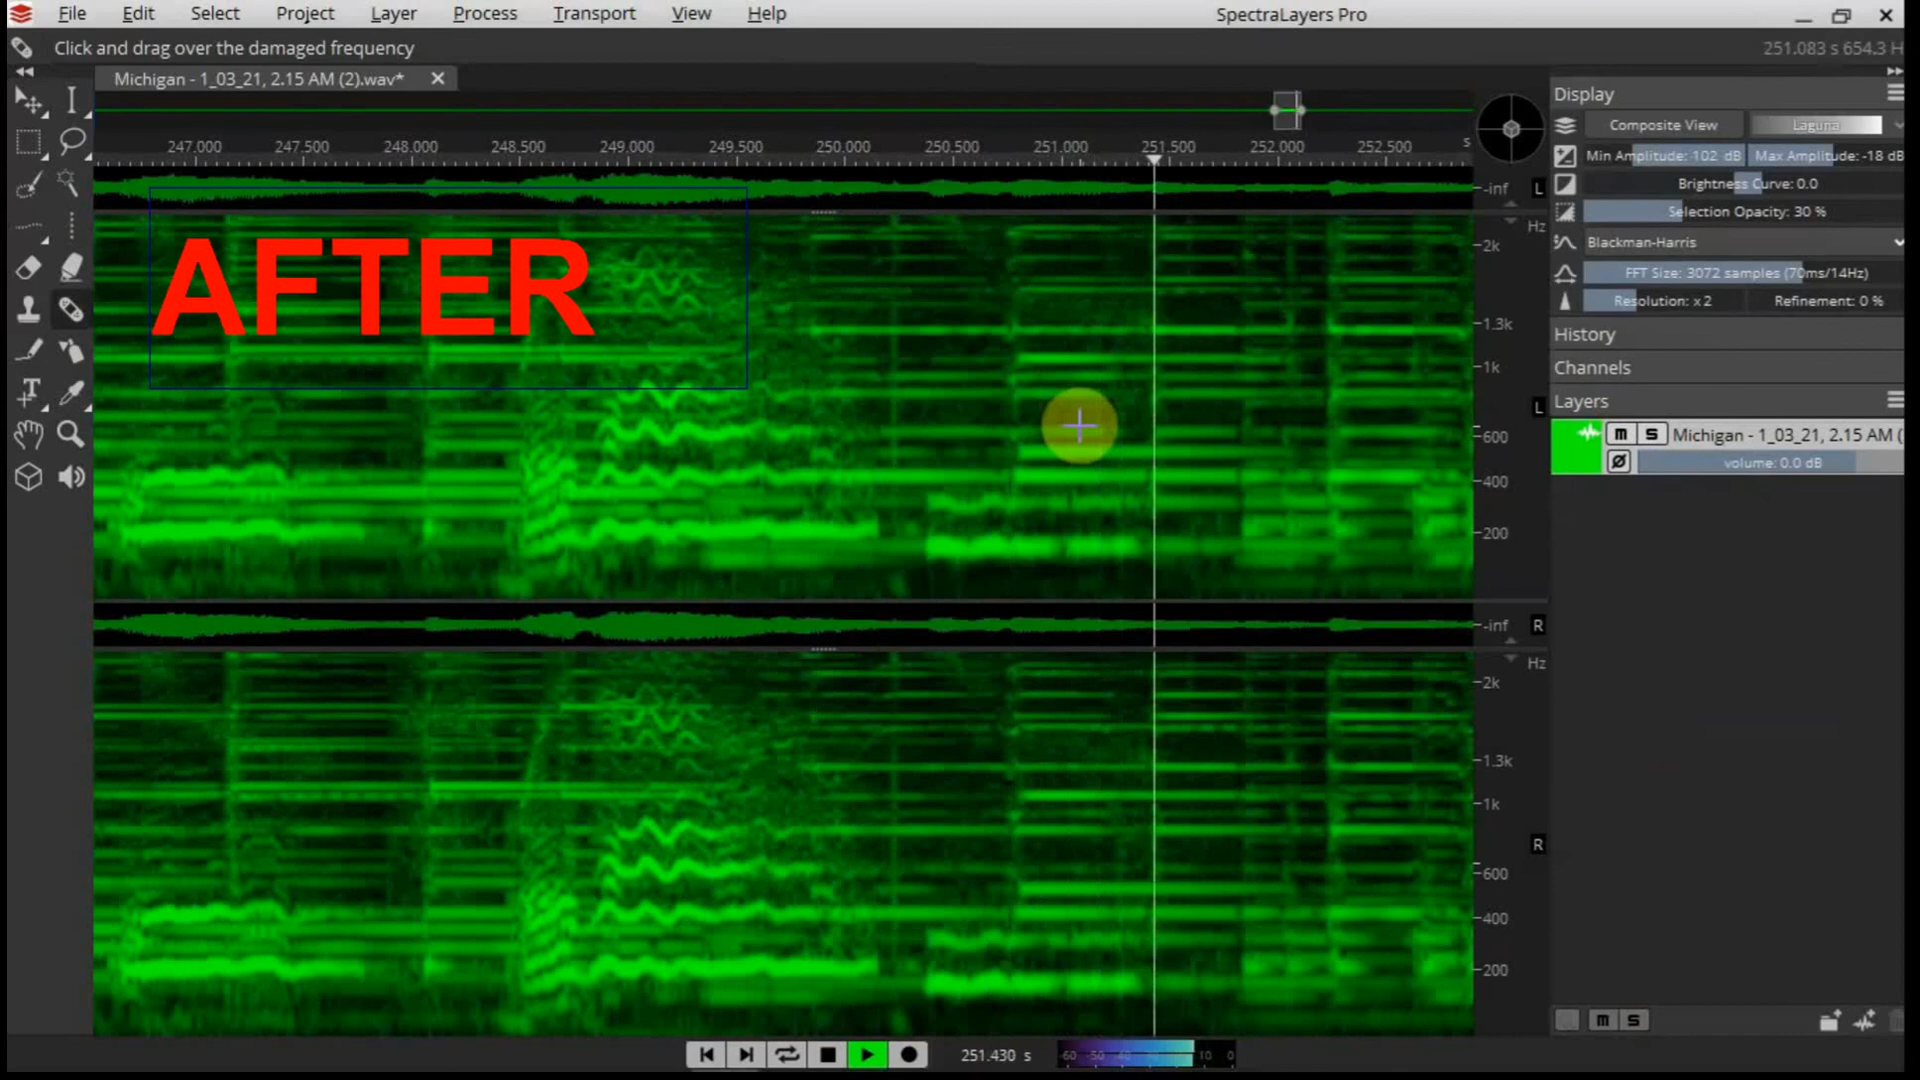 File Edit Select Project Layer Process Transport View Help
SpectraLayers Pro
Click and drag over the damaged frequency
251.083 s 654.3 H
Michigan - 1_03_21, 2.15 AM (2).wav*
Display
Composite View
Laguna
247.000 247.500 248.000 248.500 249.000 249.500 250.000 250.500 251.000 251.500 252.000 252.500 s
Min Amplitude: -102 dB Max Amplitude: -18 dB
Brightness Curve: 0.0
-inf L
Selection Opacity: 30 %
Hz
Blackman-Harris
2k
AFTER
FFT Size: 3072 samples (70ms/14Hz)
Resolution: x 2 Refinement: 0 %
1.3k
History
1k
Channels
Layers
L
600
M S Michigan - 1_03_21, 2.15 AM (
volume: 0.0 dB
400
200
-inf R
Hz
2k
1.3k
1k
R
600
400
200
M S
251.430 s
-60 -50 -40 10 0